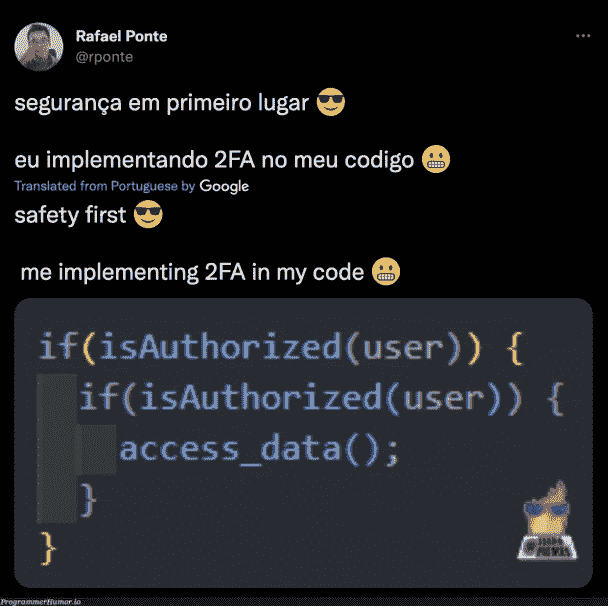 Rafael Ponte
@rponte
segurança em primeiro lugar 😎
eu implementando 2FA no meu codigo 😬
Translated from Portuguese by Google
safety first 😎
me implementing 2FA in my code 😬
if(isAuthorized(user)) {
if(isAuthorized(user)) {
access_data();
}
}
ProgrammerHumor.io